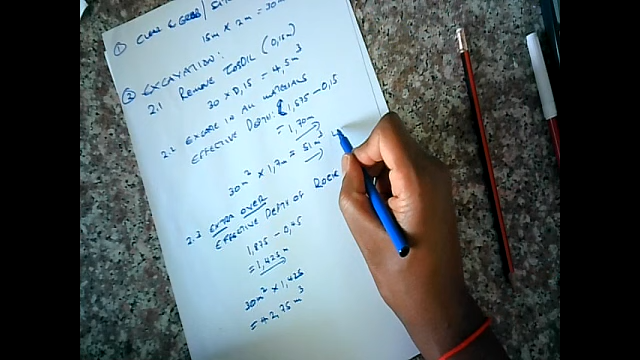 ① CLEAR & GRUB/
15m x 2m = 30m
② EXCAVATION:
2.1 REMOVE TOPSOIL (0,15m)
30 x 0,15 = 4,5m³
2.2 EXCAVATE IN ALL MATERIALS
EFFECTIVE DEPTH: 1,875 - 0,15
= 1,70m
30m² x 1,7m = 51m³
2.3 EXTRA OVER
EFFECTIVE DEPTH OF ROCK
1,875 - 0,45
= 1,425m
30m² x 1,425
= 42,75m³